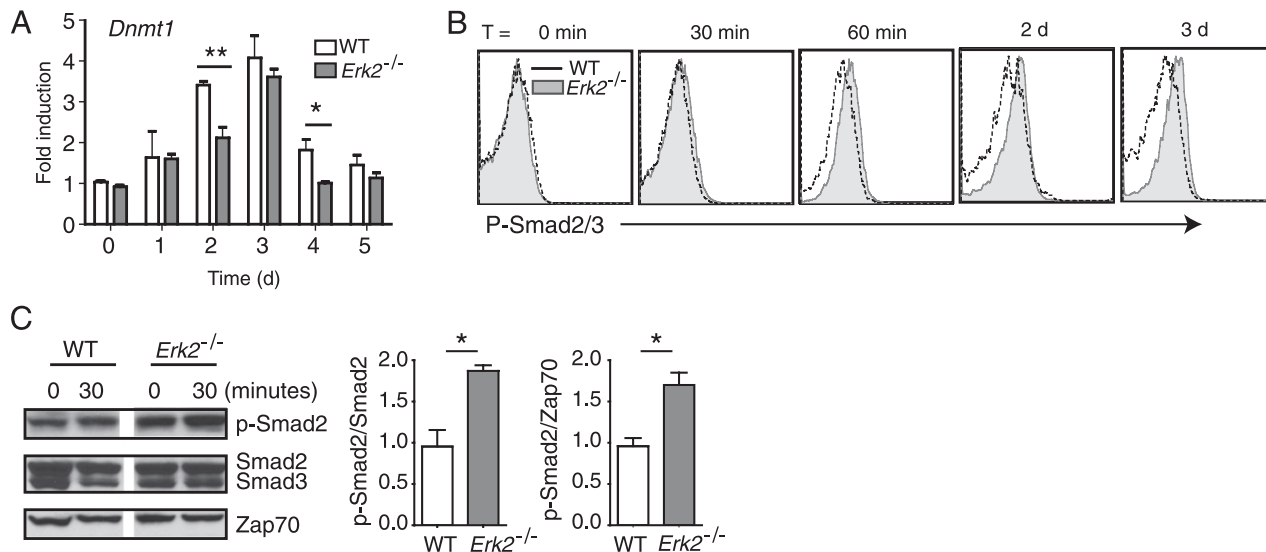 A
Dnmt1
WT
Erk2-/-
**
*
Fold induction
5
4
3
2
1
0
0 1 2 3 4 5
Time (d)
B
T = 0 min 30 min 60 min 2 d 3 d
WT
Erk2-/-
P-Smad2/3
C
WT Erk2-/-
0 30 0 30 (minutes)
p-Smad2
Smad2
Smad3
Zap70
p-Smad2/Smad2
2.0
1.5
1.0
0.5
0.0
*
WT Erk2-/-
p-Smad2/Zap70
2.0
1.5
1.0
0.5
0.0
*
WT Erk2-/-